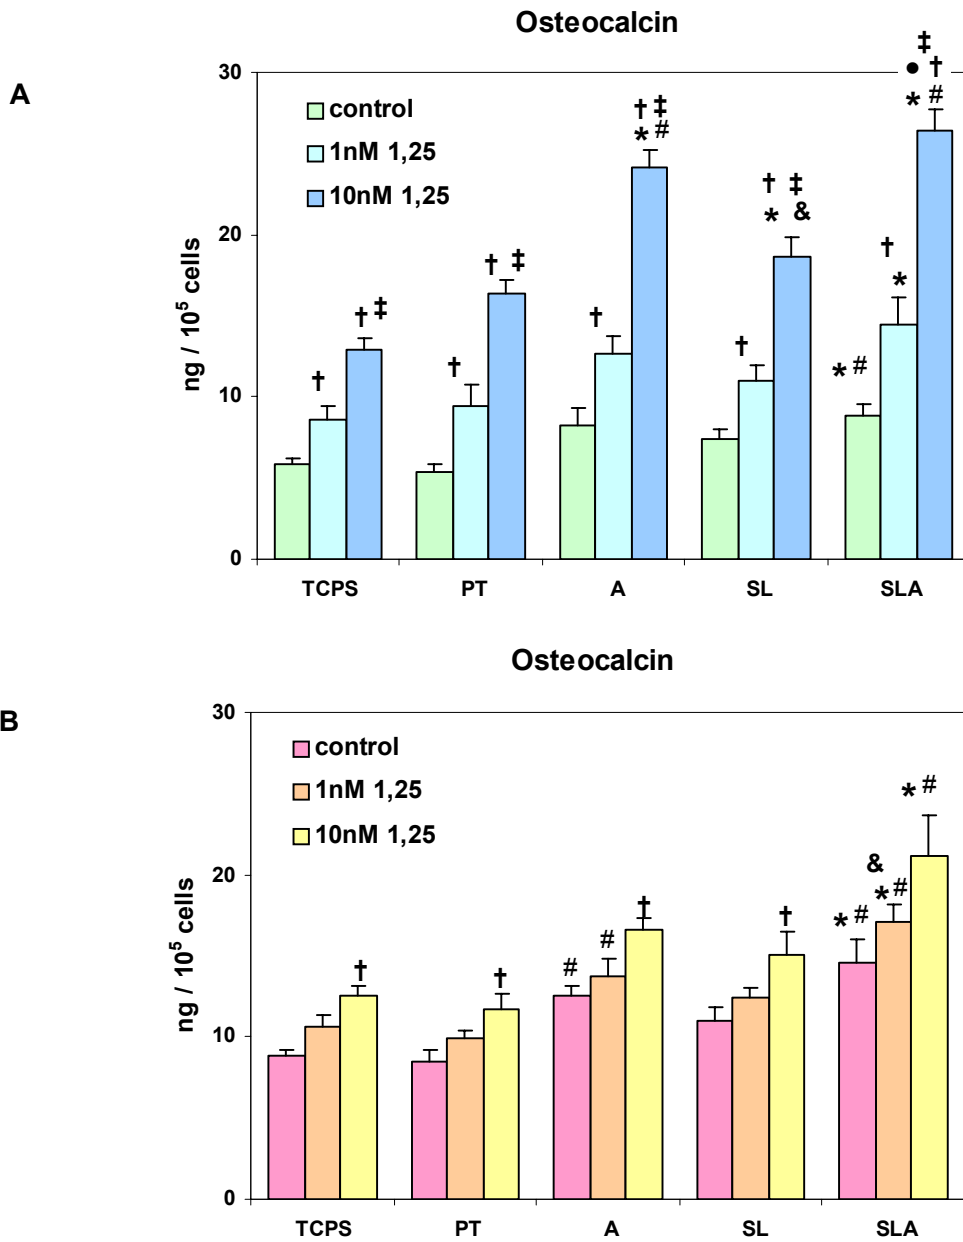 Osteocalcin
A
30
20
10
0
ng / 10⁵ cells
control
1nM 1,25
10nM 1,25
† † ‡
† † ‡
† † ‡ * #
† † ‡ * &
* # † * ‡ • † * #
TCPS PT A SL SLA
Osteocalcin
B
30
20
10
0
ng / 10⁵ cells
control
1nM 1,25
10nM 1,25
†
†
# # †
†
* # & * # * #
TCPS PT A SL SLA